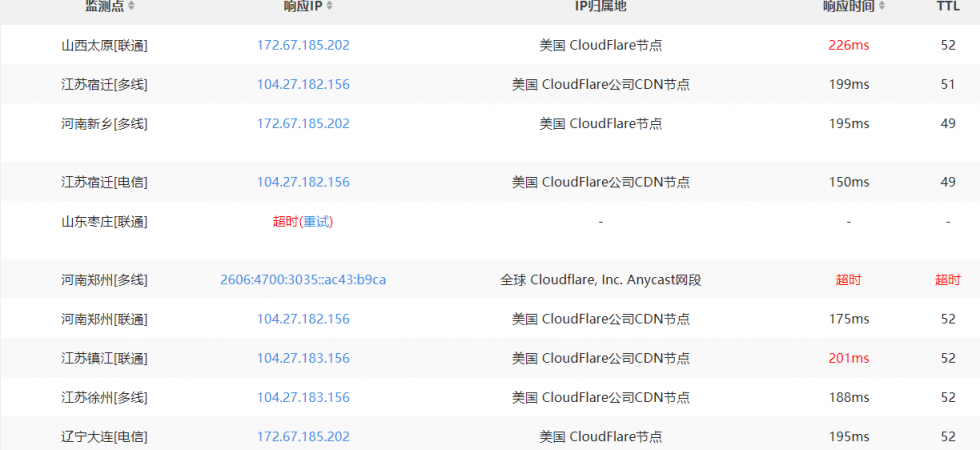 监测点 响应IP IP归属地 响应时间 TTL
山西太原[联通] 172.67.185.202 美国 CloudFlare节点 226ms 52
江苏宿迁[多线] 104.27.182.156 美国 CloudFlare公司CDN节点 199ms 51
河南新乡[多线] 172.67.185.202 美国 CloudFlare节点 195ms 49
江苏宿迁[电信] 104.27.182.156 美国 CloudFlare公司CDN节点 150ms 49
山东枣庄[联通] 超时(重试) - - -
河南郑州[多线] 2606:4700:3035::ac43:b9ca 全球 Cloudflare, Inc. Anycast网段 超时 超时
河南郑州[联通] 104.27.182.156 美国 CloudFlare公司CDN节点 175ms 52
江苏镇江[联通] 104.27.183.156 美国 CloudFlare公司CDN节点 201ms 52
江苏徐州[多线] 104.27.183.156 美国 CloudFlare公司CDN节点 188ms 52
辽宁大连[电信] 172.67.185.202 美国 CloudFlare节点 195ms 52